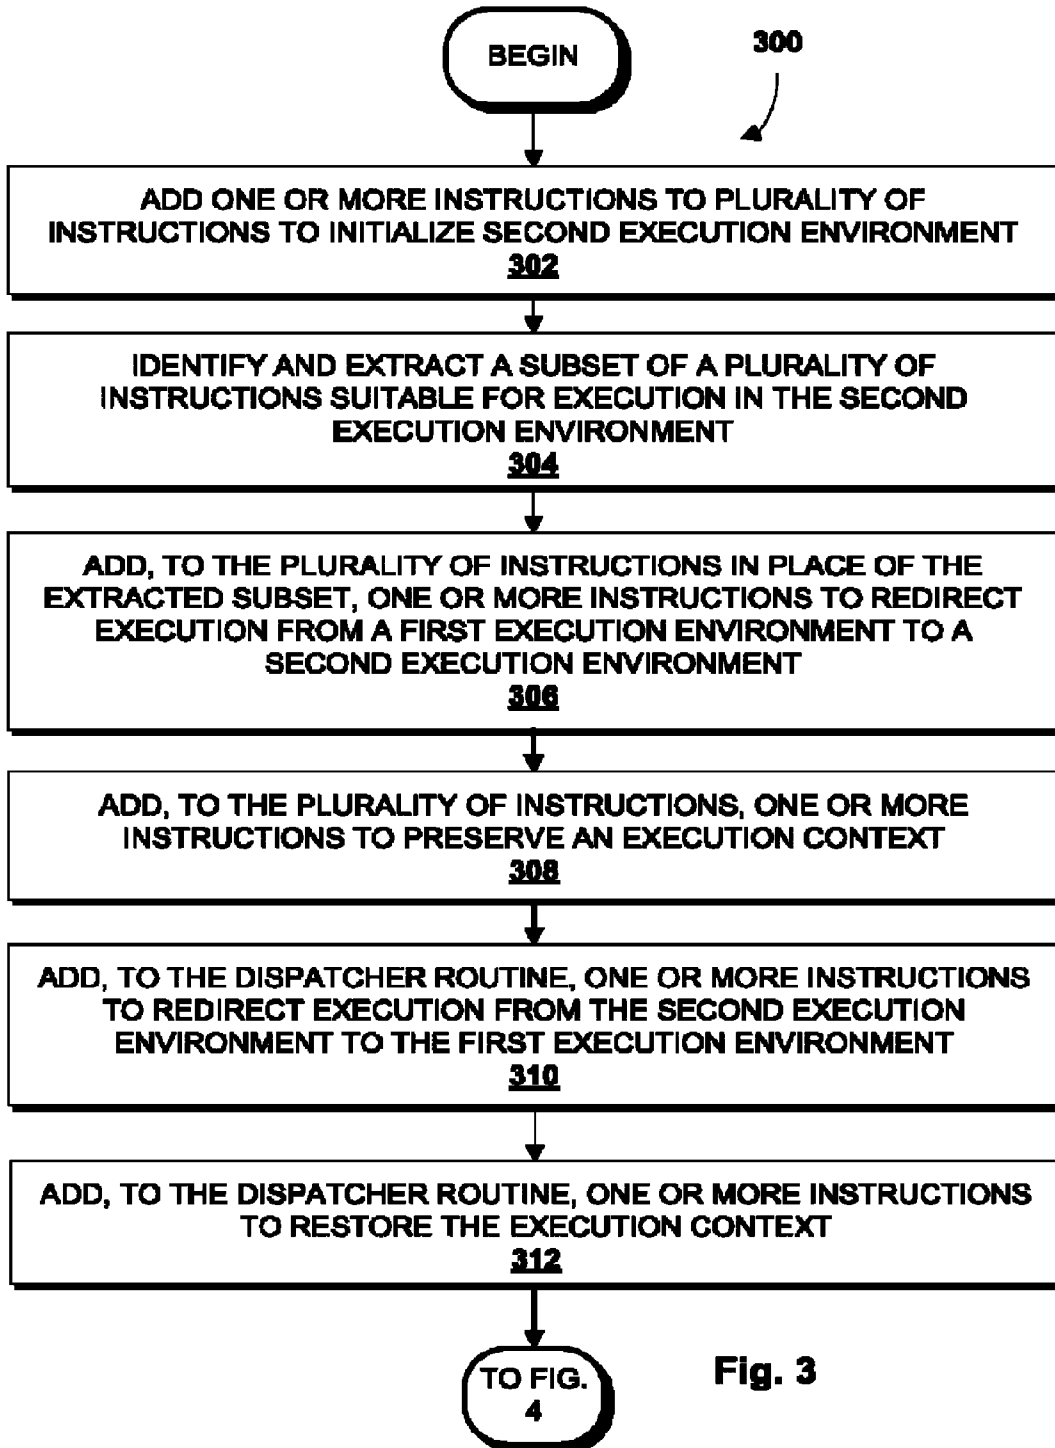 BEGIN
300
ADD ONE OR MORE INSTRUCTIONS TO PLURALITY OF
INSTRUCTIONS TO INITIALIZE SECOND EXECUTION ENVIRONMENT
302
IDENTIFY AND EXTRACT A SUBSET OF A PLURALITY OF
INSTRUCTIONS SUITABLE FOR EXECUTION IN THE SECOND
EXECUTION ENVIRONMENT
304
ADD, TO THE PLURALITY OF INSTRUCTIONS IN PLACE OF THE
EXTRACTED SUBSET, ONE OR MORE INSTRUCTIONS TO REDIRECT
EXECUTION FROM A FIRST EXECUTION ENVIRONMENT TO A
SECOND EXECUTION ENVIRONMENT
306
ADD, TO THE PLURALITY OF INSTRUCTIONS, ONE OR MORE
INSTRUCTIONS TO PRESERVE AN EXECUTION CONTEXT
308
ADD, TO THE DISPATCHER ROUTINE, ONE OR MORE INSTRUCTIONS
TO REDIRECT EXECUTION FROM THE SECOND EXECUTION
ENVIRONMENT TO THE FIRST EXECUTION ENVIRONMENT
310
ADD, TO THE DISPATCHER ROUTINE, ONE OR MORE INSTRUCTIONS
TO RESTORE THE EXECUTION CONTEXT
312
TO FIG.
4
Fig. 3